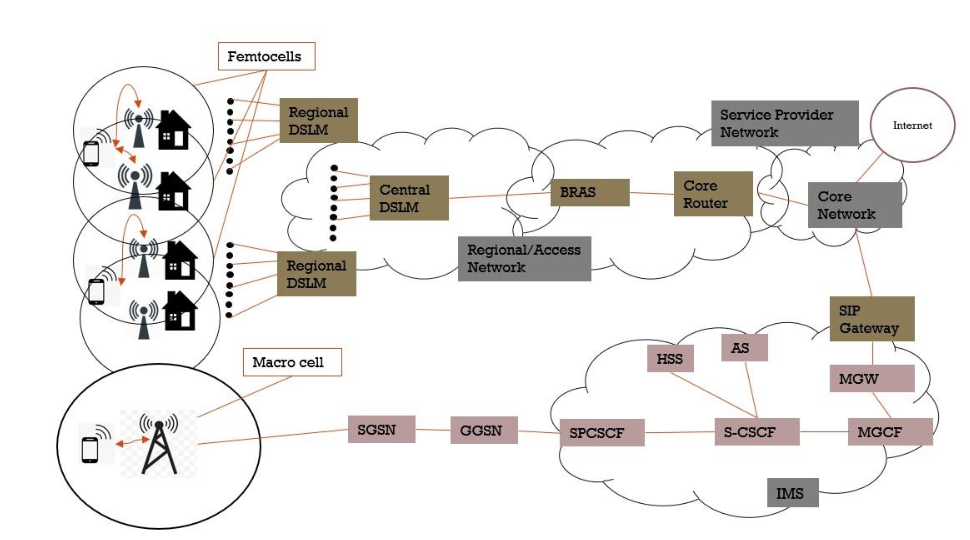 Femtocells
Regional
DSLM
Service Provider
Network
Internet
Central
DSLM
BRAS
Core
Router
Core
Network
Regional/Access
Network
Regional
DSLM
SIP
Gateway
Macro cell
HSS
AS
MGW
SGSN
GGSN
SPCSCF
S-CSCF
MGCF
IMS